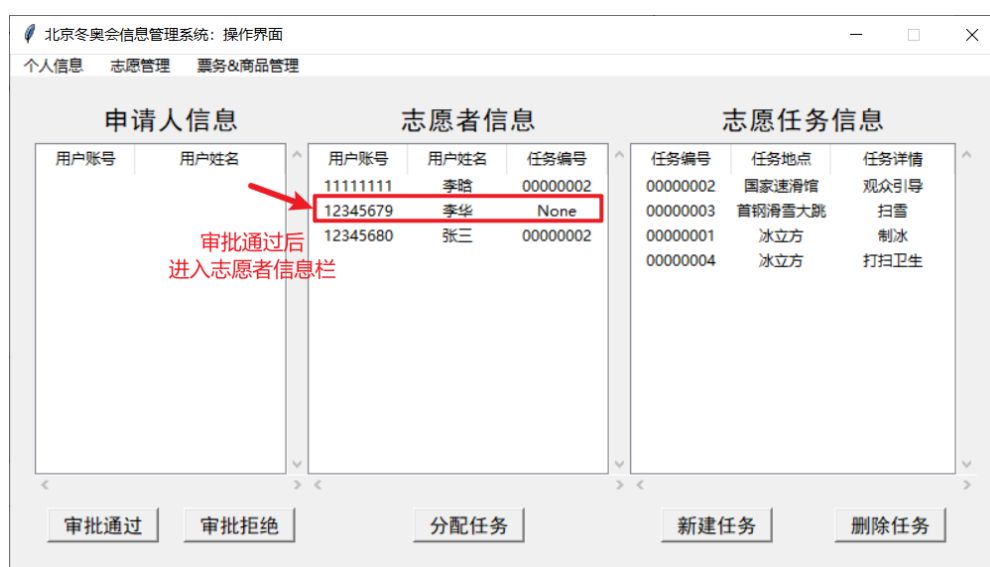 北京冬奥会信息管理系统：操作界面
个人信息 志愿管理 票务&商品管理
申请人信息 志愿者信息 志愿任务信息
用户账号 用户姓名 用户账号 用户姓名 任务编号 任务编号 任务地点 任务详情
11111111 李晗 00000002 00000002 国家速滑馆 观众引导
12345679 李华 None 00000003 首钢滑雪大跳 扫雪
12345680 张三 00000002 00000001 冰立方 制冰
00000004 冰立方 打扫卫生
审批通过后
进入志愿者信息栏
审批通过 审批拒绝 分配任务 新建任务 删除任务